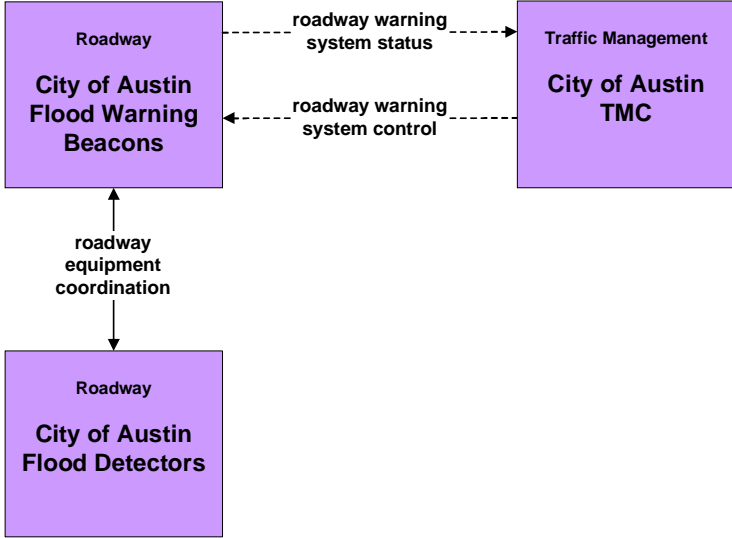 Roadway
City of Austin
Flood Warning
Beacons
roadway warning
system status
roadway warning
system control
Traffic Management
City of Austin
TMC
roadway
equipment
coordination
Roadway
City of Austin
Flood Detectors